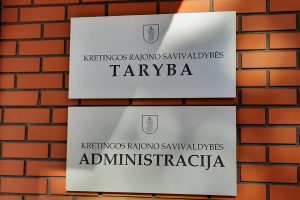 KRETINGOS RAJONO SAVIVALDYBĖS
TARYBA
KRETINGOS RAJONO SAVIVALDYBĖS
ADMINISTRACIJA